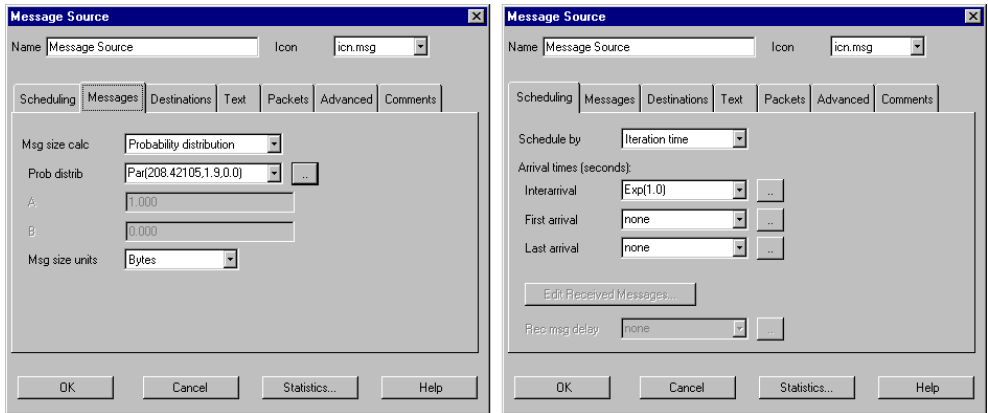 Message Source
Name Message Source Icon icn.msg
Scheduling Messages Destinations Text Packets Advanced Comments
Msg size calc Probability distribution
Prob distrib Par(208.42105,1.9,0.0) ..
A 1.000
B 0.000
Msg size units Bytes
OK Cancel Statistics... Help
Message Source
Name Message Source Icon icn.msg
Scheduling Messages Destinations Text Packets Advanced Comments
Schedule by Iteration time
Arrival times (seconds):
Interarrival Exp(1.0) ..
First arrival none ..
Last arrival none ..
Edit Received Messages...
Rec msg delay none ..
OK Cancel Statistics... Help